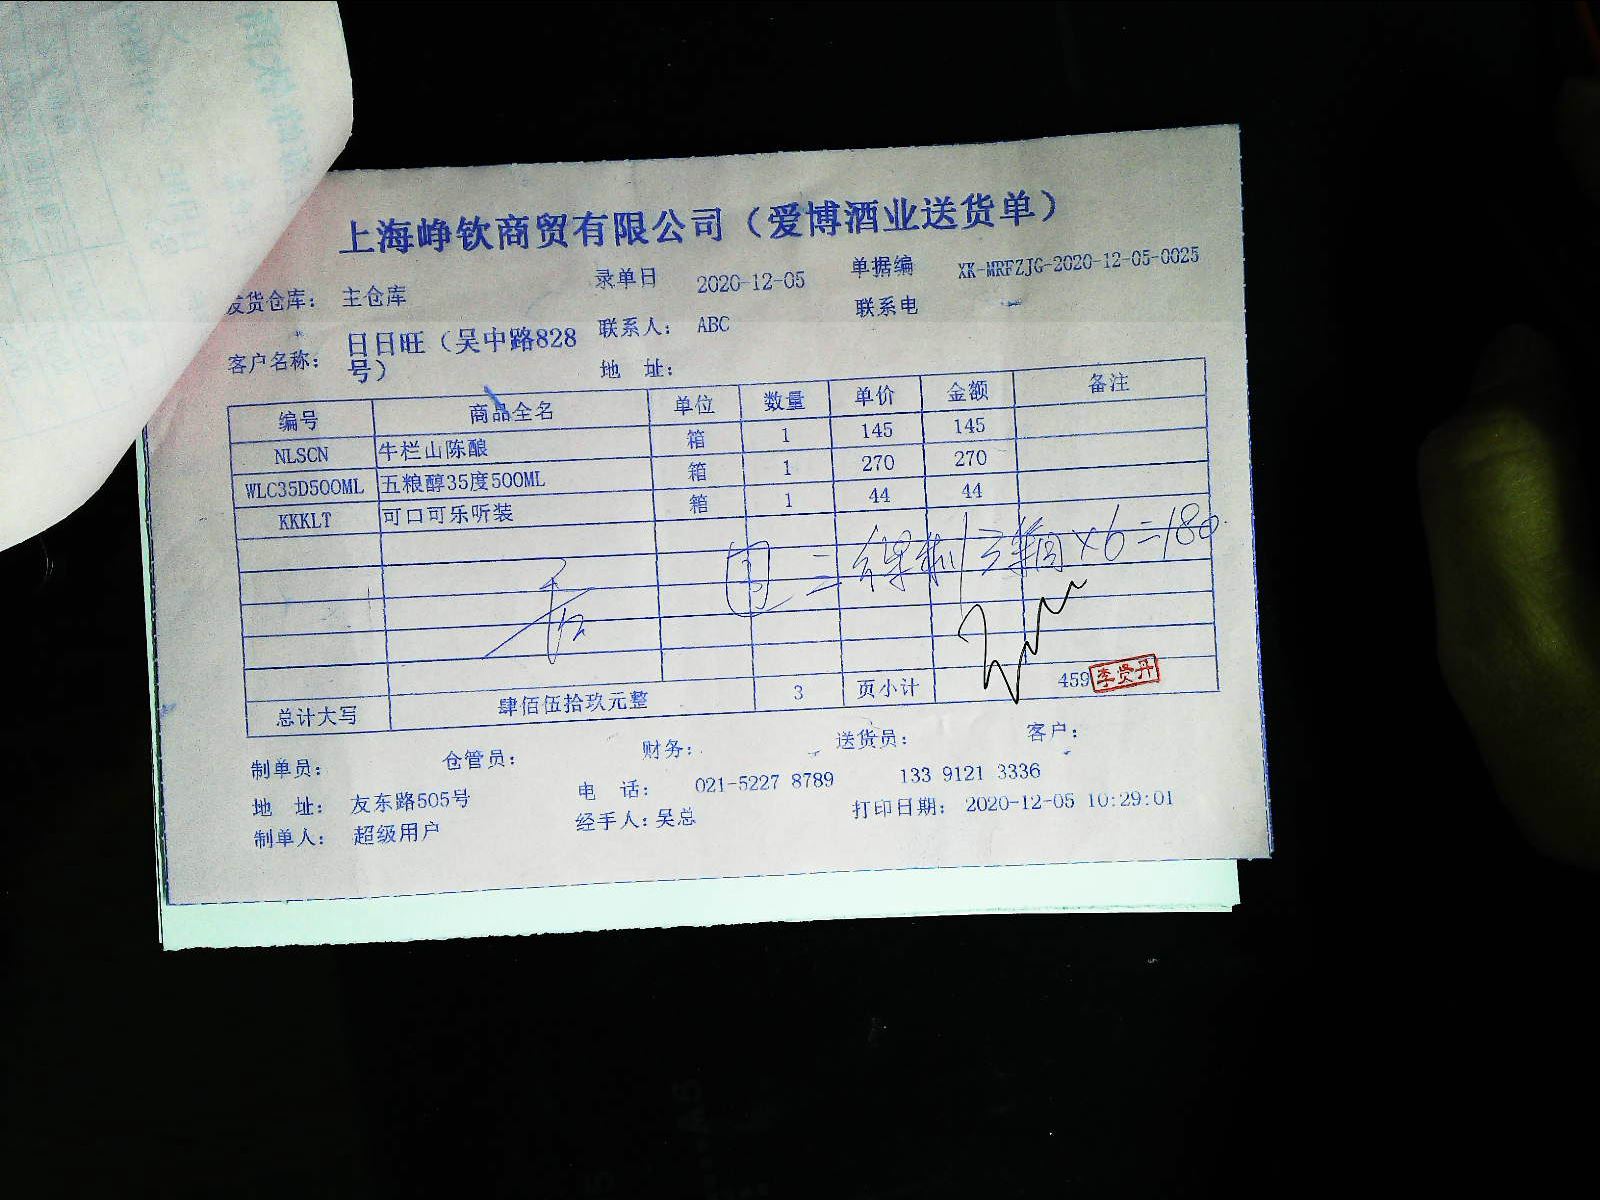 上海峥钦商贸有限公司（爱博酒业送货单）
发货仓库： 主仓库 录单日 2020-12-05 单据编 XK-MRFZJG-2020-12-05-0025
客户名称： 日日旺（吴中路828号） 联系人： ABC 联系电
地 址：
编号 商品全名 单位 数量 单价 金额 备注
NLSCN 牛栏山陈酿 箱 1 145 145
WLC35D500ML 五粮醇35度500ML 箱 1 270 270
KKKLT 可口可乐听装 箱 1 44 44
×6=180
总计大写 肆佰伍拾玖元整 3 页小计 459 李贤丹
制单员： 仓管员： 财务： 送货员： 客户：
地 址： 友东路505号 电 话： 021-5227 8789 133 9121 3336
制单人： 超级用户 经手人：吴总 打印日期： 2020-12-05 10:29:01